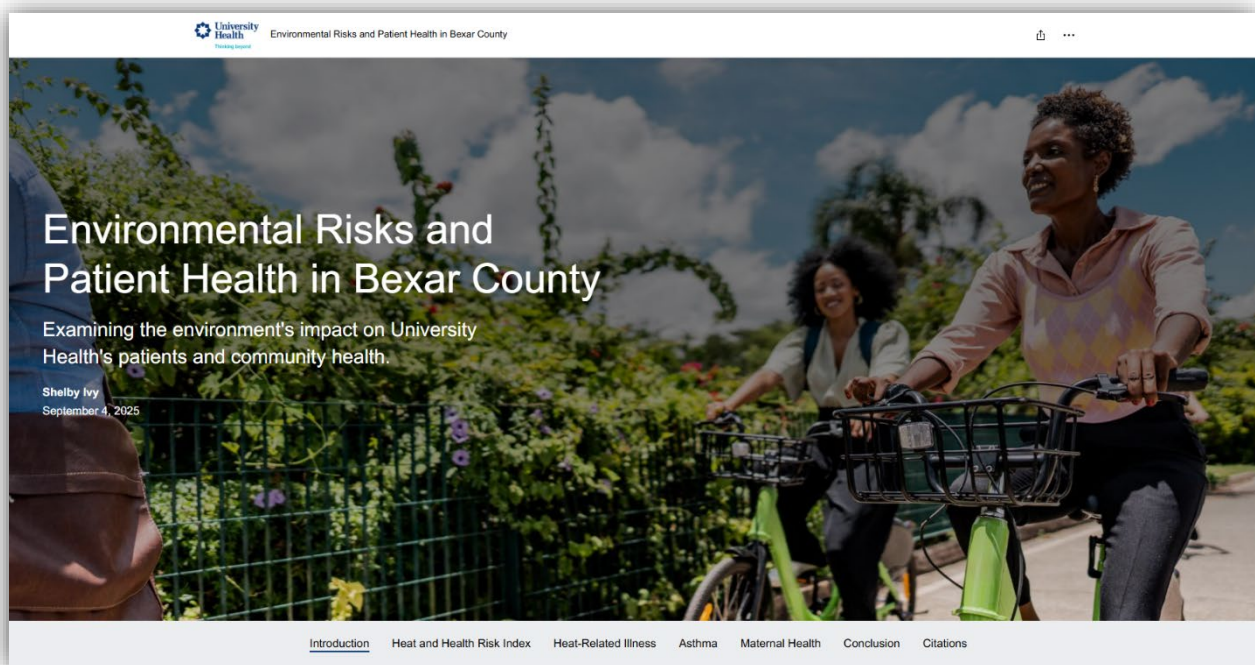 University
Health
Thinking beyond
Environmental Risks and Patient Health in Bexar County
Environmental Risks and
Patient Health in Bexar County
Examining the environment's impact on University
Health's patients and community health.
Shelby Ivy
September 4, 2025
Introduction Heat and Health Risk Index Heat-Related Illness Asthma Maternal Health Conclusion Citations